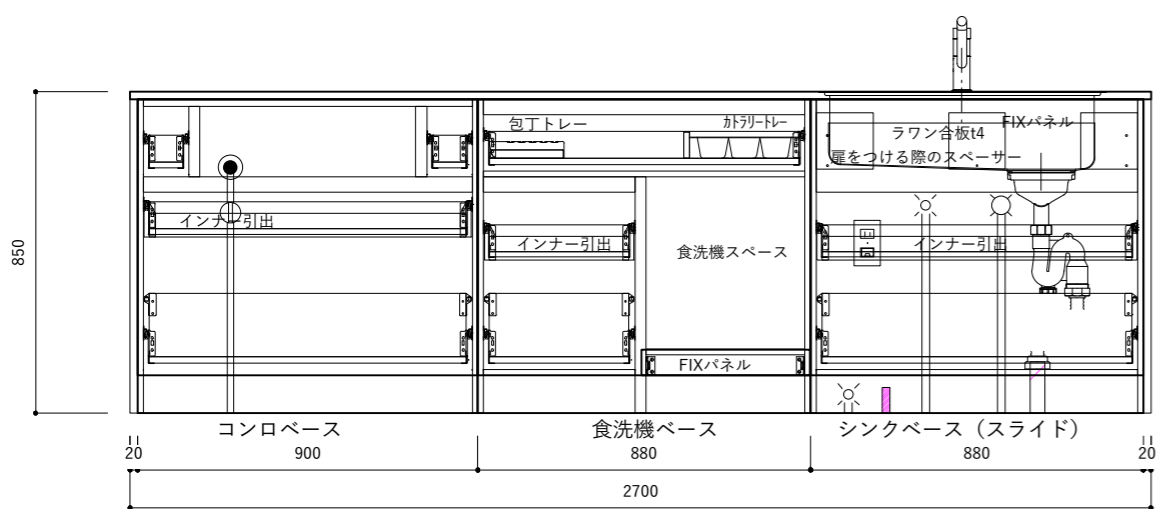 包丁トレー
ｶﾄﾗﾘｰﾄﾚｰ
FIXパネル
ラワン合板t4
扉をつける際のスペーサー
インナー引出
インナー引出
インナー引出
食洗機スペース
850
FIXパネル
コンロベース
食洗機ベース
シンクベース（スライド）
20
900
880
880
20
2700